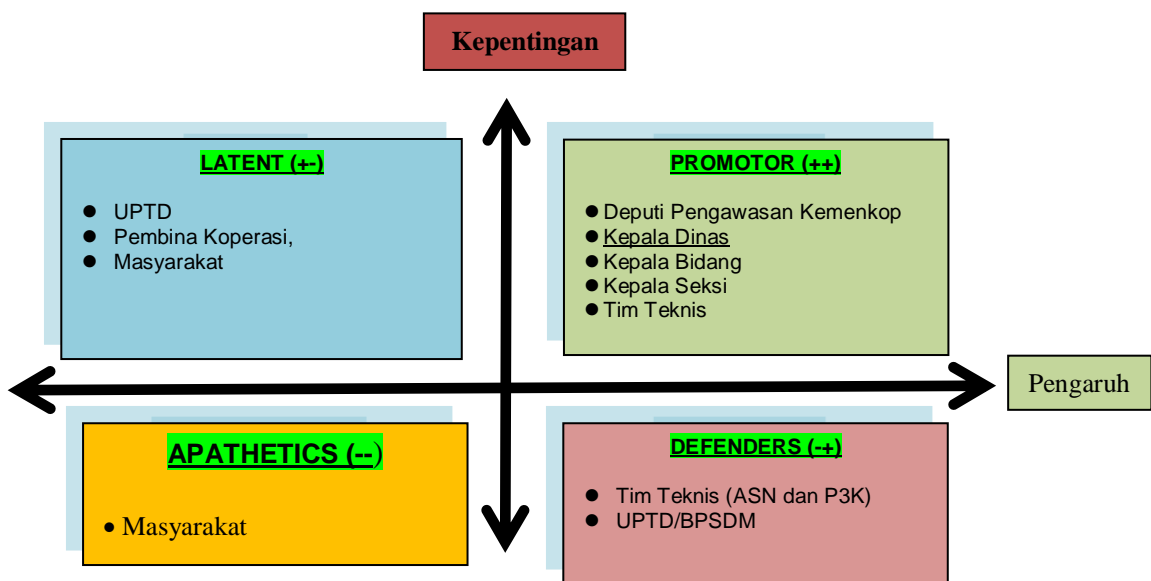 Kepentingan
LATENT (+-)
● UPTD
● Pembina Koperasi,
● Masyarakat
PROMOTOR (++)
● Deputi Pengawasan Kemenkop
● Kepala Dinas
● Kepala Bidang
● Kepala Seksi
● Tim Teknis
Pengaruh
APATHETICS (--)
• Masyarakat
DEFENDERS (-+)
● Tim Teknis (ASN dan P3K)
● UPTD/BPSDM